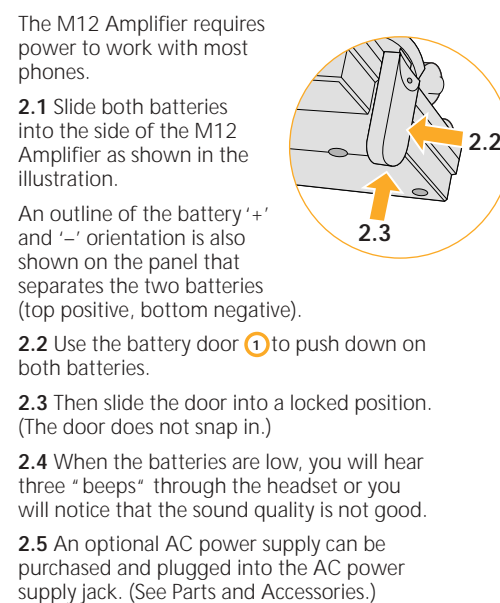 The M12 Amplifier requires
power to work with most
phones.
2.1 Slide both batteries
into the side of the M12
Amplifier as shown in the
illustration.
An outline of the battery ‘+’
and ‘–’ orientation is also
shown on the panel that
separates the two batteries
(top positive, bottom negative).
2.2
2.3
2.2 Use the battery door 1 to push down on
both batteries.
2.3 Then slide the door into a locked position.
(The door does not snap in.)
2.4 When the batteries are low, you will hear
three "beeps" through the headset or you
will notice that the sound quality is not good.
2.5 An optional AC power supply can be
purchased and plugged into the AC power
supply jack. (See Parts and Accessories.)